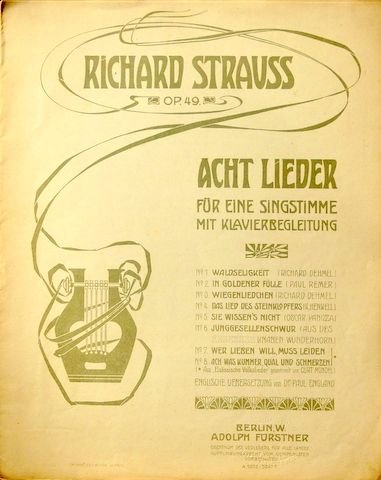 RICHARD STRAUSS
OP. 49.
ACHT LIEDER
FÜR EINE SINGSTIMME
MIT KLAVIERBEGLEITUNG
No 1. WALDSELIGKEIT (RICHARD DEHMEL.)
No 2. IN GOLDENER FÜLLE (PAUL REMER.)
No 3. WIEGENLIEDCHEN (RICHARD DEHMEL.)
No 4. DAS LIED DES STEINKLOPFERS (K. HENCKELL.)
No 5. SIE WISSEN'S NICHT (OSCAR PANIZZA)
No 6. JUNGGESELLENSCHWUR (AUS DES
KNABEN WUNDERHORN.)
No 7. WER LIEBEN WILL, MUSS LEIDEN
No 8. ACH WAS KUMMER, QUAL UND SCHMERZEN
ENGLISCHE UEBERSETZUNG VON DR. PAUL ENGLAND
BERLIN. W.
ADOLPH FÜRSTNER